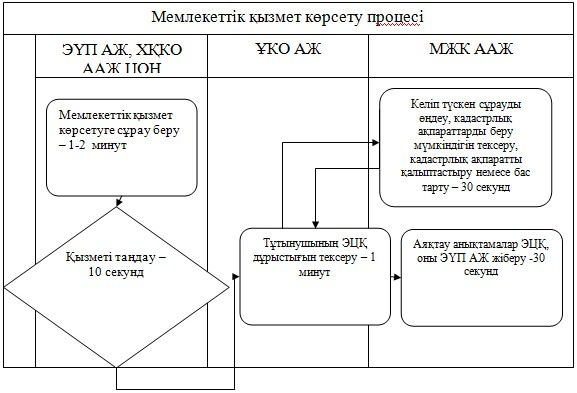 Мемлекеттік қызмет көрсету процесі
ЭҮП АЖ, ХҚКО
ААЖ ЦОН
ҰКО АЖ
МЖК ААЖ
Мемлекеттік қызмет
көрсетуге сұрау беру
– 1-2 минут
Келіп түскен сұрауды
өңдеу, кадастрлық
ақпараттарды беру
мүмкіндігін тексеру,
кадастрлық ақпаратты
қалыптастыру немесе бас
тарту – 30 секунд
Қызметі таңдау –
10 секунд
Тұтынушының ЭЦҚ
дұрыстығын тексеру – 1
минут
Аяқтау анықтамалар ЭЦҚ,
оны ЭҮП АЖ жіберу -30
секунд